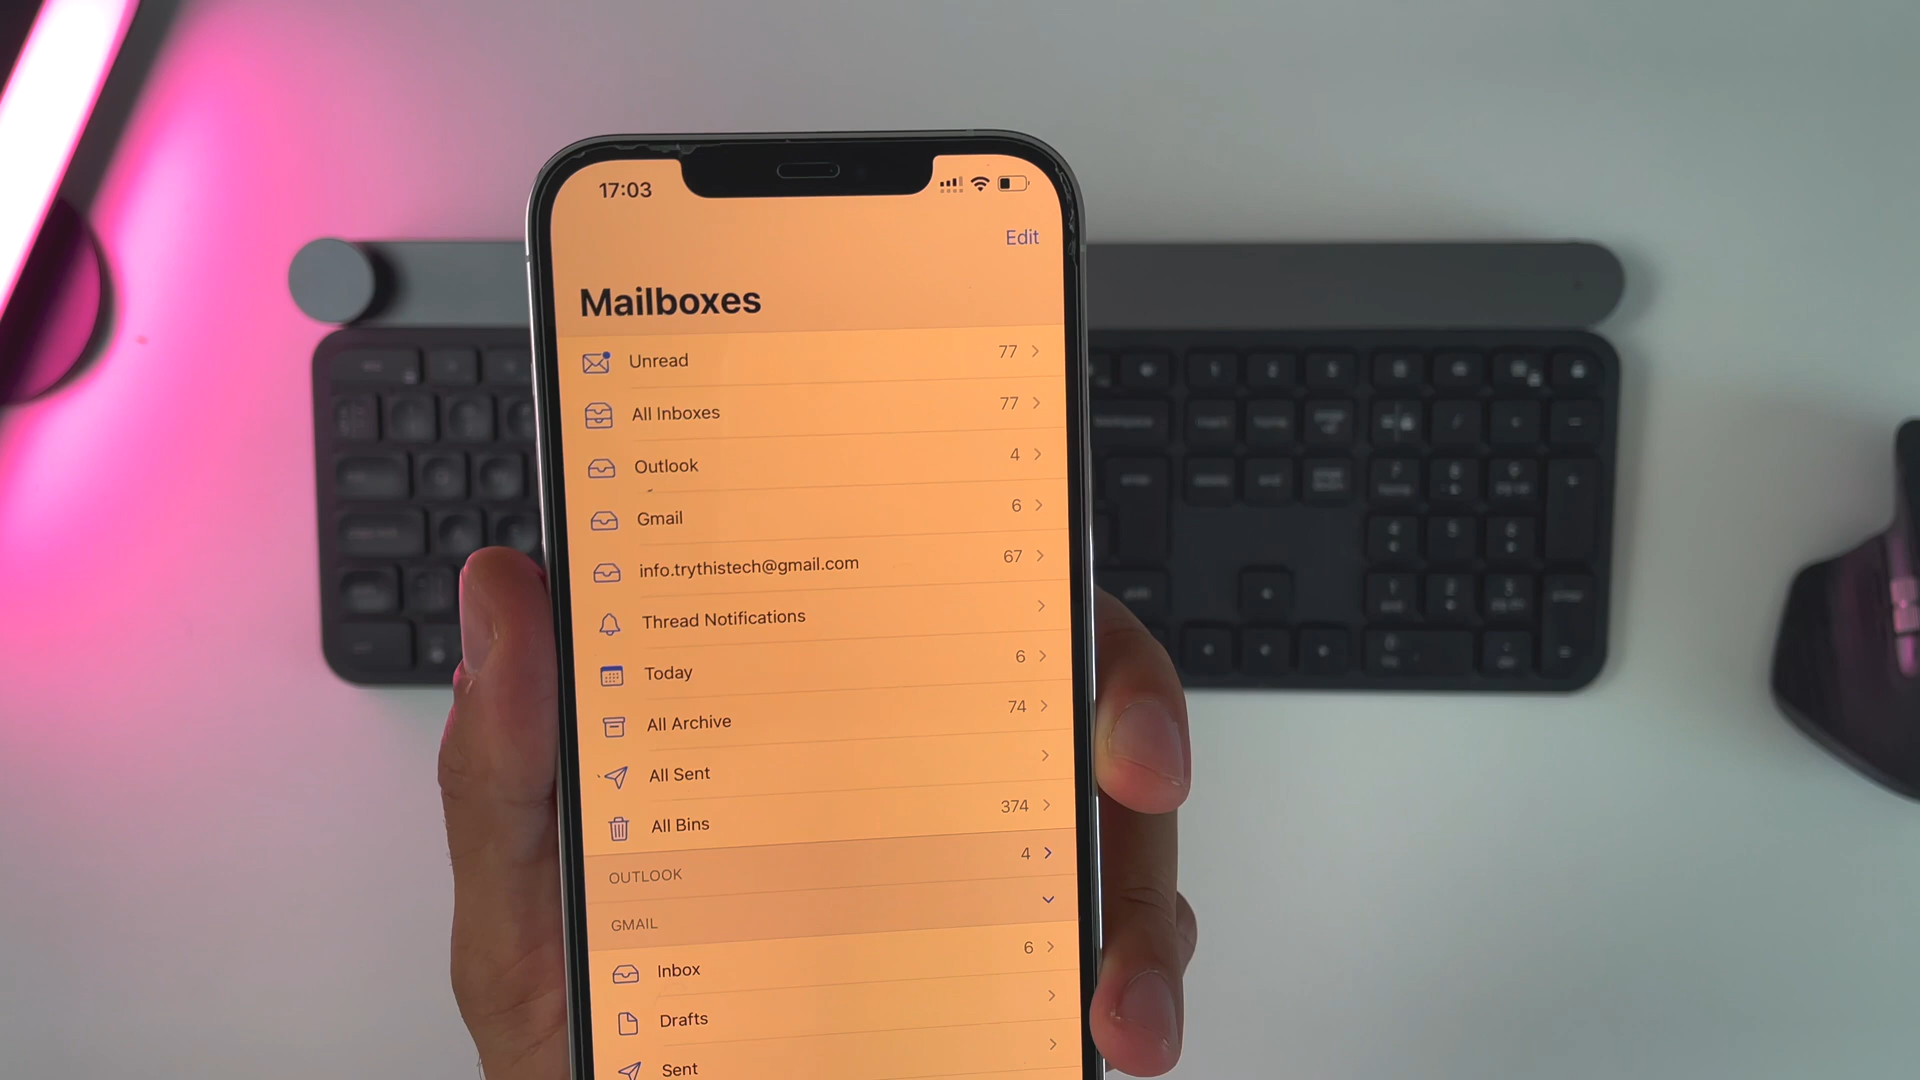 17:03
Edit
Mailboxes
Unread 77
All Inboxes 77
Outlook 4
Gmail 6
info.trythistech@gmail.com 67
Thread Notifications
Today 6
All Archive 74
All Sent
All Bins 374
OUTLOOK 4
GMAIL
Inbox 6
Drafts
Sent